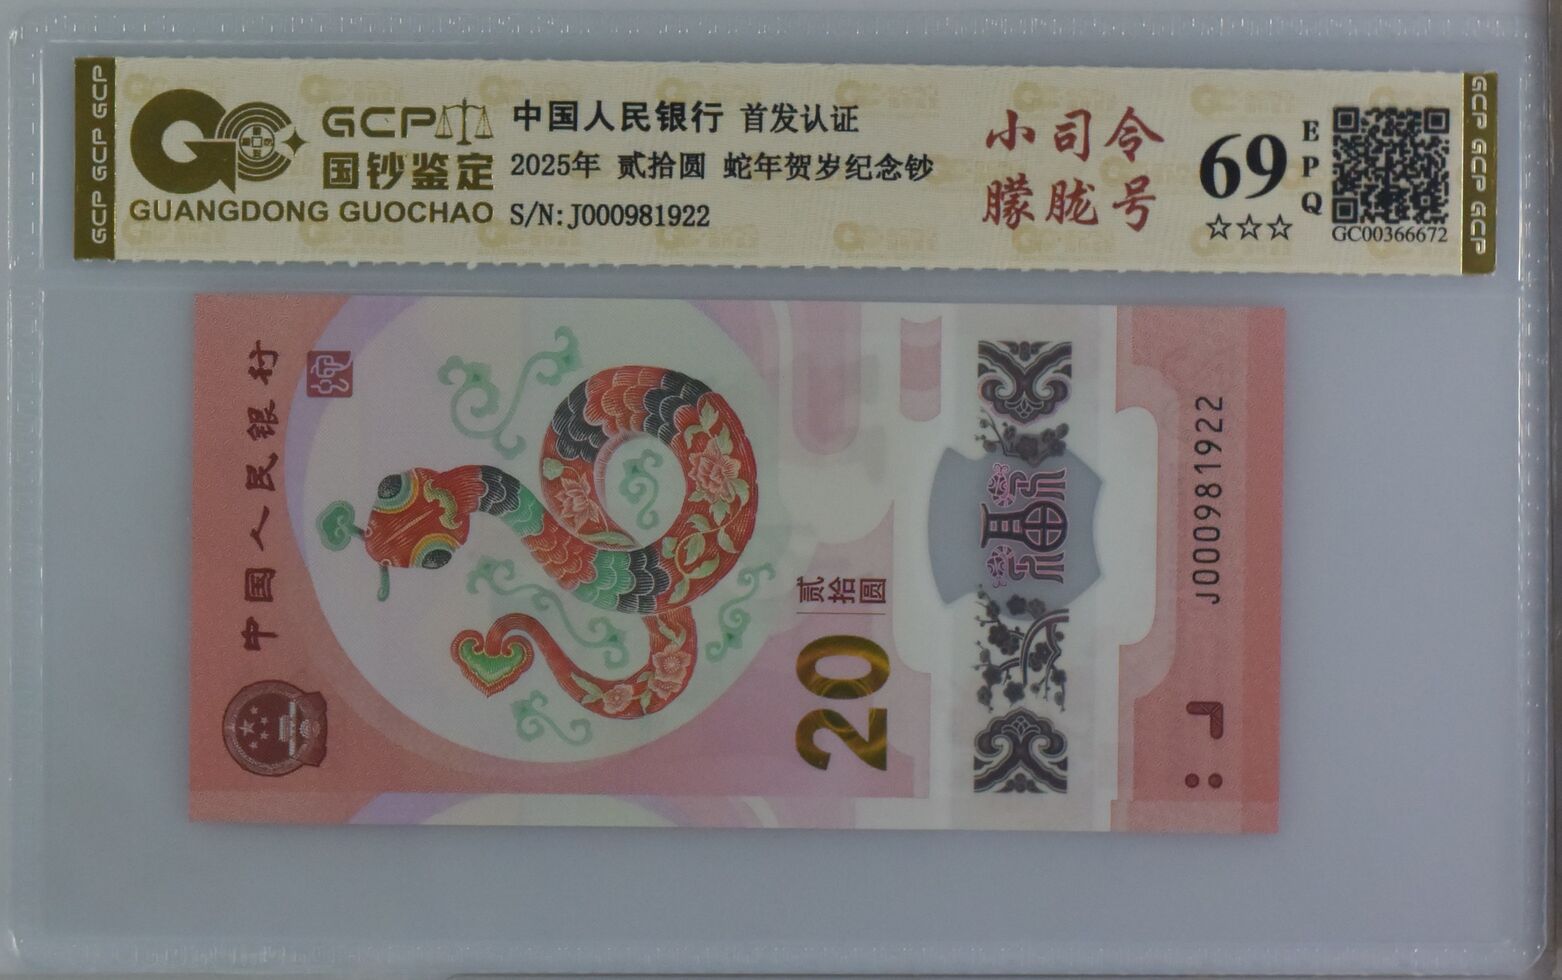 GCP GCP GCP
GCP
国钞鉴定
GUANGDONG GUOCHAO
中国人民银行 首发认证
2025年 贰拾圆 蛇年贺岁纪念钞
S/N:J000981922
小司令
朦胧号
69
EPQ
☆☆☆
GC00366672
GCP GCP GCP
中国人民银行
贰拾圆
20
福
J000981922